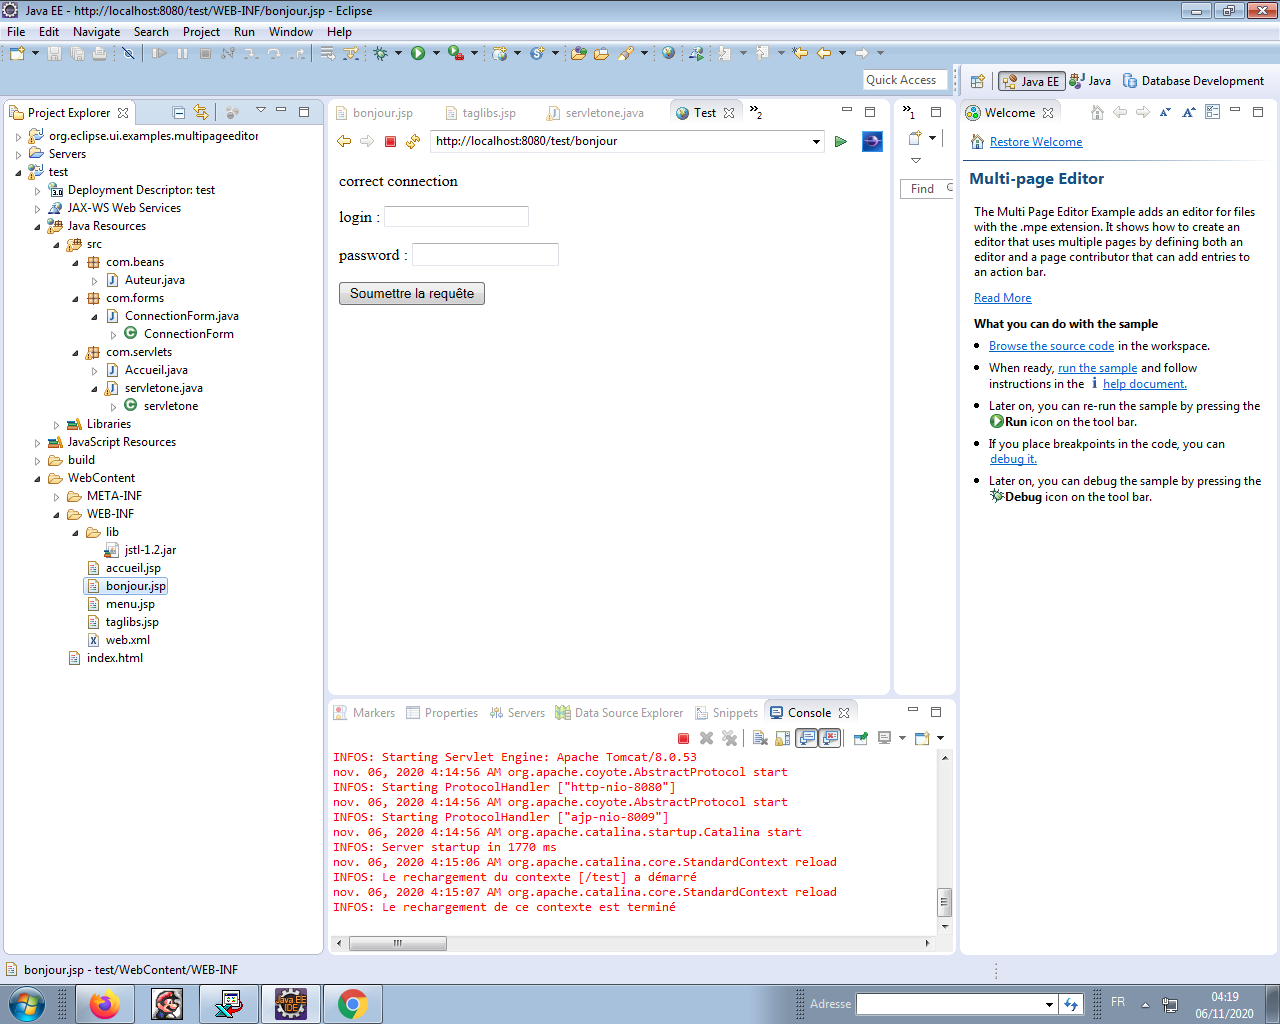 Java EE - http://localhost:8080/test/WEB-INF/bonjour.jsp - Eclipse
File Edit Navigate Search Project Run Window Help
Quick Access
Java EE
Java
Database Development
Project Explorer
org.eclipse.ui.examples.multipageeditor
Servers
test
Deployment Descriptor: test
JAX-WS Web Services
Java Resources
src
com.beans
Auteur.java
com.forms
ConnectionForm.java
ConnectionForm
com.servlets
Accueil.java
servletone.java
servletone
Libraries
JavaScript Resources
build
WebContent
META-INF
WEB-INF
lib
jstl-1.2.jar
accueil.jsp
bonjour.jsp
menu.jsp
taglibs.jsp
web.xml
index.html
bonjour.jsp taglibs.jsp servletone.java Test »2
http://localhost:8080/test/bonjour
correct connection
login :
password :
Soumettre la requête
»1
Find
Welcome
Restore Welcome
Multi-page Editor
The Multi Page Editor Example adds an editor for files
with the .mpe extension. It shows how to create an
editor that uses multiple pages by defining both an
editor and a page contributor that can add entries to
an action bar.
Read More
What you can do with the sample
Browse the source code in the workspace.
When ready, run the sample and follow
instructions in the help document.
Later on, you can re-run the sample by pressing the
Run icon on the tool bar.
If you place breakpoints in the code, you can
debug it.
Later on, you can debug the sample by pressing the
Debug icon on the tool bar.
Markers Properties Servers Data Source Explorer Snippets Console
INFOS: Starting Servlet Engine: Apache Tomcat/8.0.53
nov. 06, 2020 4:14:56 AM org.apache.coyote.AbstractProtocol start
INFOS: Starting ProtocolHandler ["http-nio-8080"]
nov. 06, 2020 4:14:56 AM org.apache.coyote.AbstractProtocol start
INFOS: Starting ProtocolHandler ["ajp-nio-8009"]
nov. 06, 2020 4:14:56 AM org.apache.catalina.startup.Catalina start
INFOS: Server startup in 1770 ms
nov. 06, 2020 4:15:06 AM org.apache.catalina.core.StandardContext reload
INFOS: Le rechargement du contexte [/test] a démarré
nov. 06, 2020 4:15:07 AM org.apache.catalina.core.StandardContext reload
INFOS: Le rechargement de ce contexte est terminé
bonjour.jsp - test/WebContent/WEB-INF
Java EE
IDE
Adresse
FR
04:19
06/11/2020